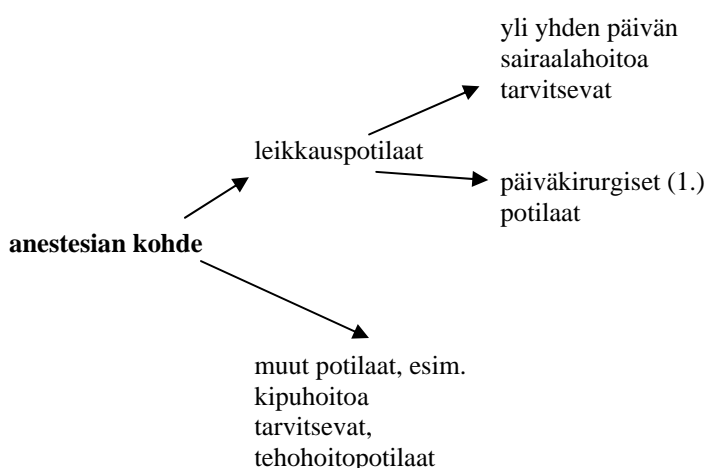 yli yhden päivän
sairaalahoitoa
tarvitsevat
leikkauspotilaat
päiväkirurgiset (1.)
potilaat
anestesian kohde
muut potilaat, esim.
kipuhoitoa
tarvitsevat,
tehohoitopotilaat